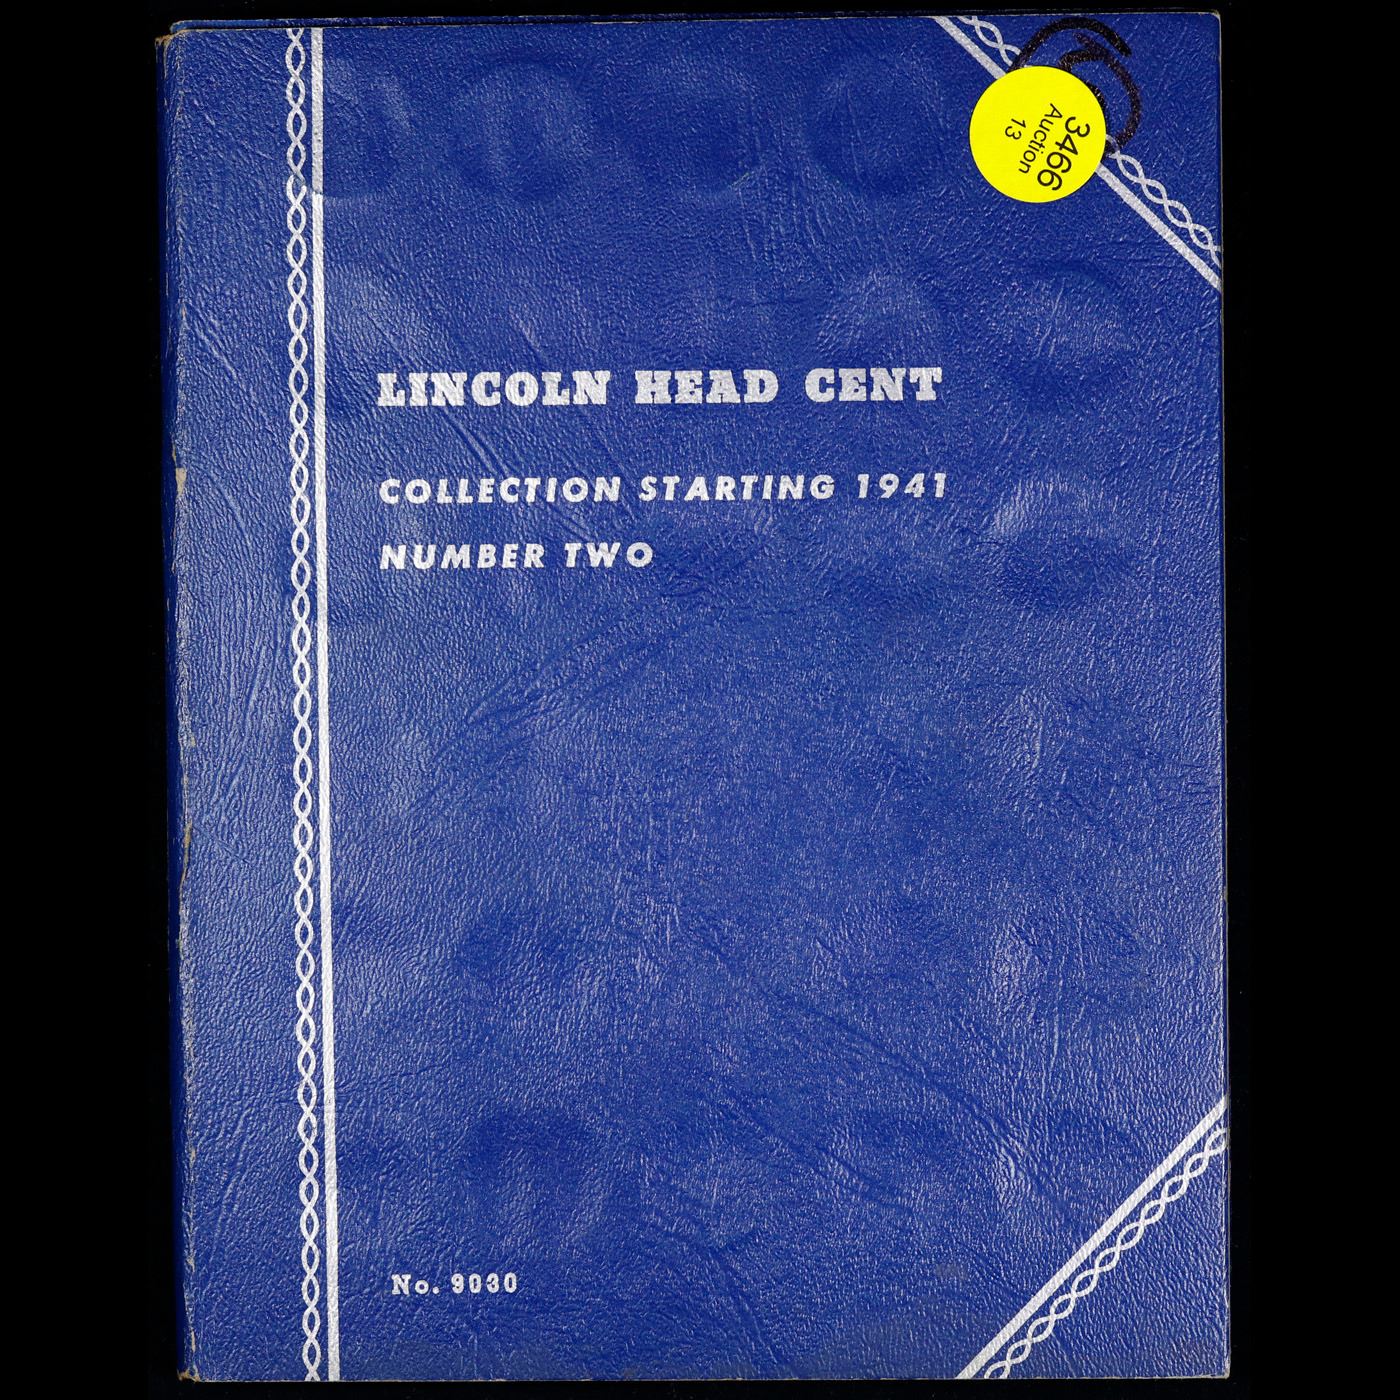 3466
Auction
13
LINCOLN HEAD CENT
COLLECTION STARTING 1941
NUMBER TWO
No. 9030